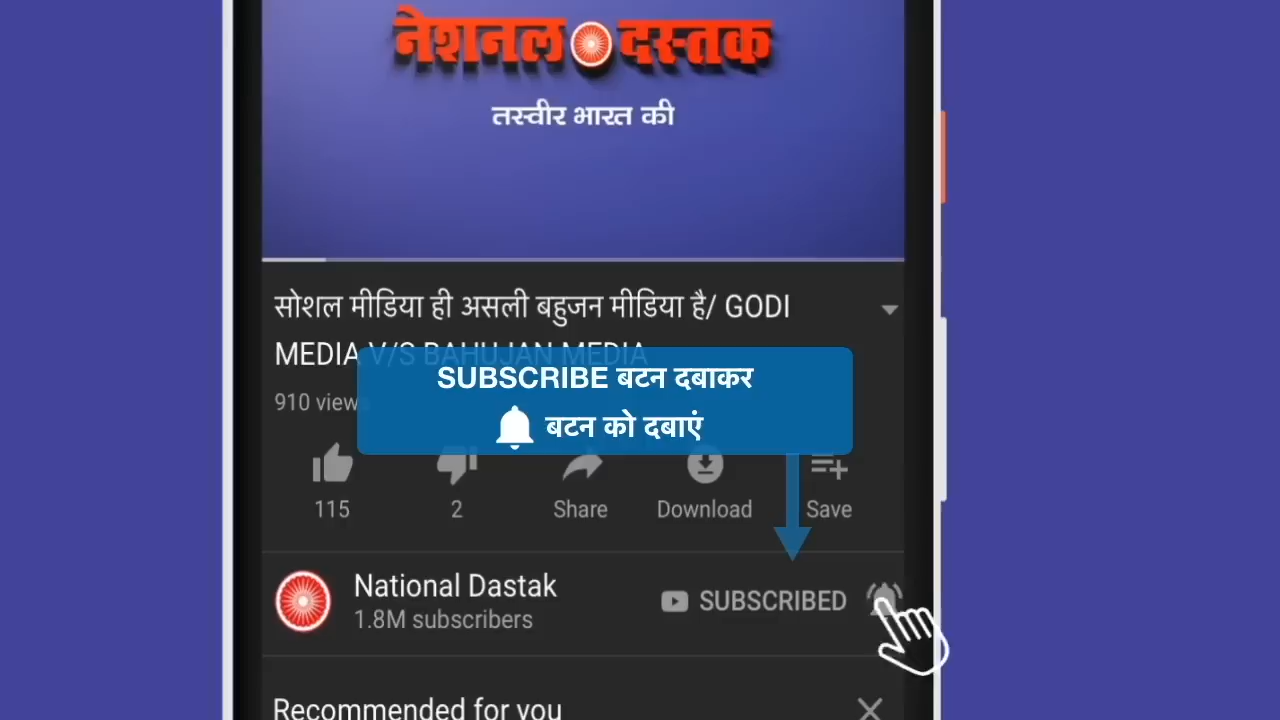 नेशनल दस्तक
तस्वीर भारत की
सोशल मीडिया ही असली बहुजन मीडिया है/ GODI
MEDIA V/S BAHUJAN MEDIA
910 view
SUBSCRIBE बटन दबाकर
बटन को दबाएं
115
2
Share
Download
Save
National Dastak
1.8M subscribers
SUBSCRIBED
Recommended for you